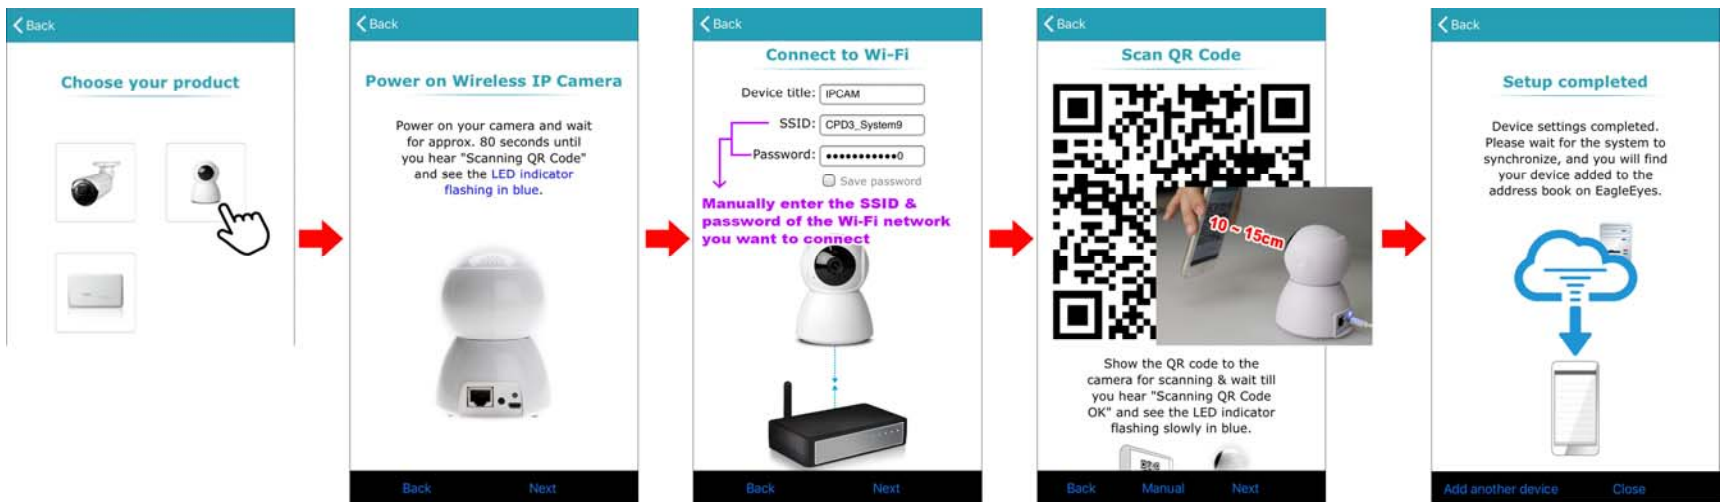 Back
Choose your product
Back
Power on Wireless IP Camera
Power on your camera and wait
for approx. 80 seconds until
you hear "Scanning QR Code"
and see the LED indicator
flashing in blue.
Back
Next
Back
Connect to Wi-Fi
Device title: IPCAM
SSID: CPD3_System9
Password: ●●●●●●●●●●●0
Save password
Manually enter the SSID &
password of the Wi-Fi network
you want to connect
Back
Next
Back
Scan QR Code
10 ~ 15cm
Show the QR code to the
camera for scanning & wait till
you hear "Scanning QR Code
OK" and see the LED indicator
flashing slowly in blue.
Back
Manual
Next
Back
Setup completed
Device settings completed.
Please wait for the system to
synchronize, and you will find
your device added to the
address book on EagleEyes.
Add another device
Close